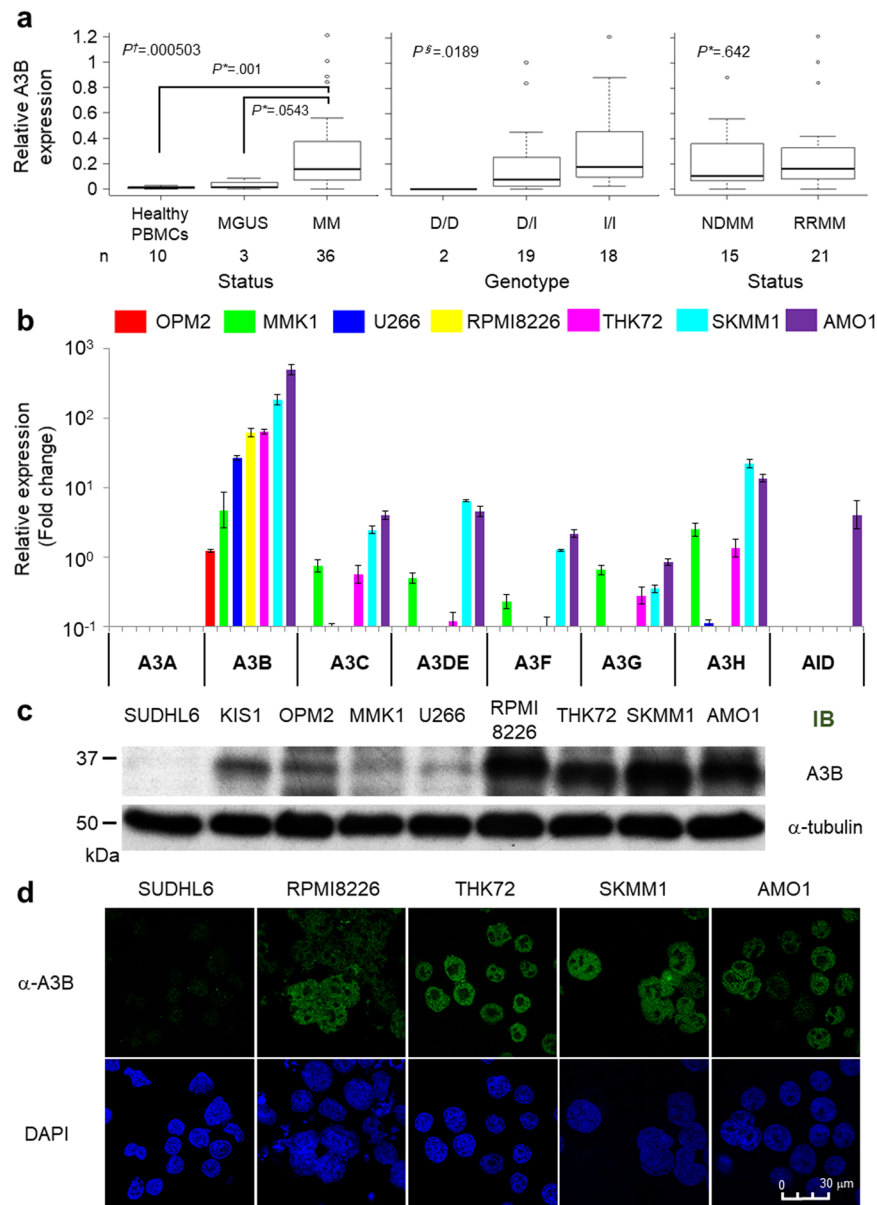 a
Relative A3B expression
1.2
1.0
0.8
0.6
0.4
0.2
0
P†=.000503
P*=.001
P*=.0543
P§=.0189
P*=.642
Healthy PBMCs MGUS MM D/D D/I I/I NDMM RRMM
n 10 3 36 2 19 18 15 21
Status Genotype Status
b
OPM2 MMK1 U266 RPMI8226 THK72 SKMM1 AMO1
Relative expression
(Fold change)
10³
10²
10¹
10⁰
10⁻¹
A3A A3B A3C A3DE A3F A3G A3H AID
c
SUDHL6 KIS1 OPM2 MMK1 U266 RPMI 8226 THK72 SKMM1 AMO1 IB
37 A3B
50 α-tubulin
kDa
d
SUDHL6 RPMI8226 THK72 SKMM1 AMO1
α-A3B
DAPI
0 30 μm